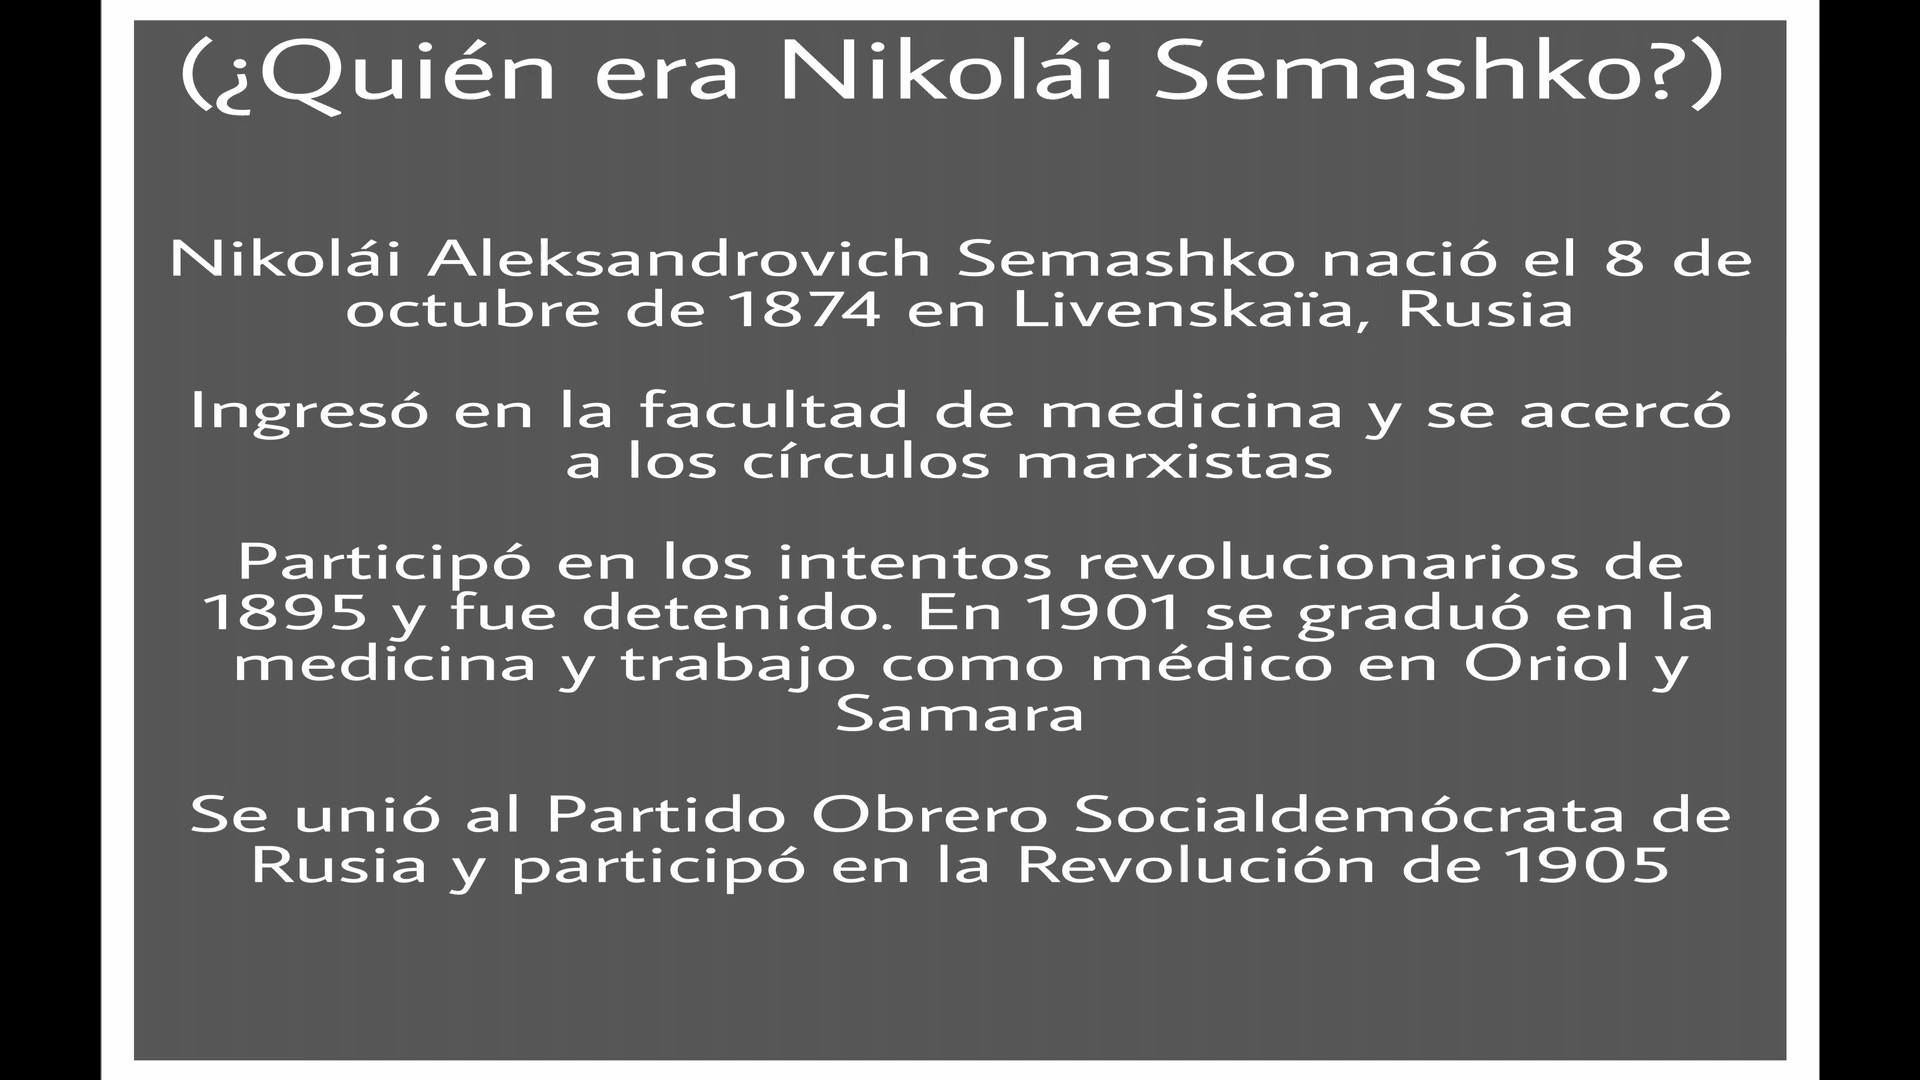 (¿Quién era Nikolái Semashko?)
Nikolái Aleksandrovich Semashko nació el 8 de
octubre de 1874 en Livenskaïa, Rusia
Ingresó en la facultad de medicina y se acercó
a los círculos marxistas
Participó en los intentos revolucionarios de
1895 y fue detenido. En 1901 se graduó en la
medicina y trabajo como médico en Oriol y
Samara
Se unió al Partido Obrero Socialdemócrata de
Rusia y participó en la Revolución de 1905